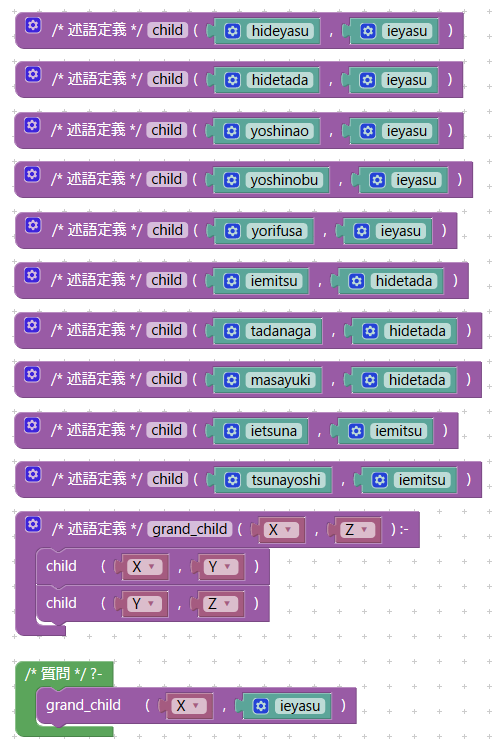 /* 述語定義 */ child ( hideyasu , ieyasu )
/* 述語定義 */ child ( hidetada , ieyasu )
/* 述語定義 */ child ( yoshinao , ieyasu )
/* 述語定義 */ child ( yoshinobu , ieyasu )
/* 述語定義 */ child ( yorifusa , ieyasu )
/* 述語定義 */ child ( iemitsu , hidetada )
/* 述語定義 */ child ( tadanaga , hidetada )
/* 述語定義 */ child ( masayuki , hidetada )
/* 述語定義 */ child ( ietsuna , iemitsu )
/* 述語定義 */ child ( tsunayoshi , iemitsu )
/* 述語定義 */ grand_child ( X , Z ) :-
child ( X , Y )
child ( Y , Z )
/* 質問 */ ?-
grand_child ( X , ieyasu )